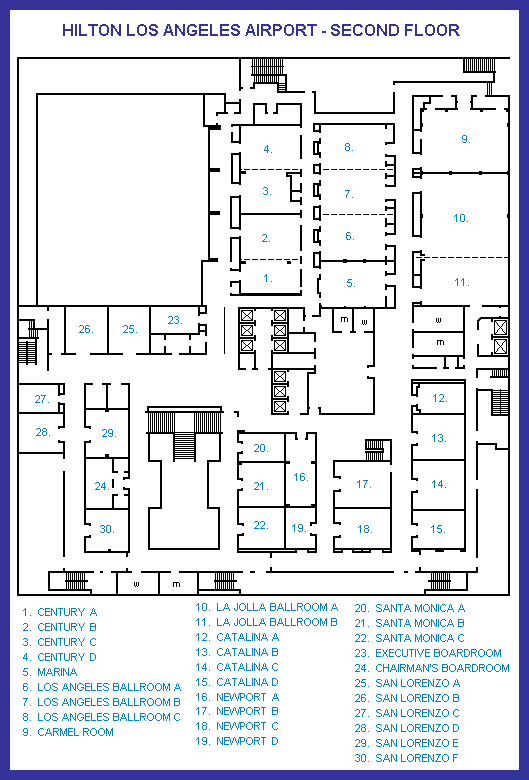 HILTON LOS ANGELES AIRPORT - SECOND FLOOR
4.
8.
9.
3.
7.
10.
2.
6.
1.
5.
11.
26.
25.
23.
m
w
w
m
27.
12.
28.
29.
13.
20.
24.
21.
16.
17.
14.
30.
22.
19.
18.
15.
w
m
1. CENTURY A
2. CENTURY B
3. CENTURY C
4. CENTURY D
5. MARINA
6. LOS ANGELES BALLROOM A
7. LOS ANGELES BALLROOM B
8. LOS ANGELES BALLROOM C
9. CARMEL ROOM
10. LA JOLLA BALLROOM A
11. LA JOLLA BALLROOM B
12. CATALINA A
13. CATALINA B
14. CATALINA C
15. CATALINA D
16. NEWPORT A
17. NEWPORT B
18. NEWPORT C
19. NEWPORT D
20. SANTA MONICA A
21. SANTA MONICA B
22. SANTA MONICA C
23. EXECUTIVE BOARDROOM
24. CHAIRMAN'S BOARDROOM
25. SAN LORENZO A
26. SAN LORENZO B
27. SAN LORENZO C
28. SAN LORENZO D
29. SAN LORENZO E
30. SAN LORENZO F